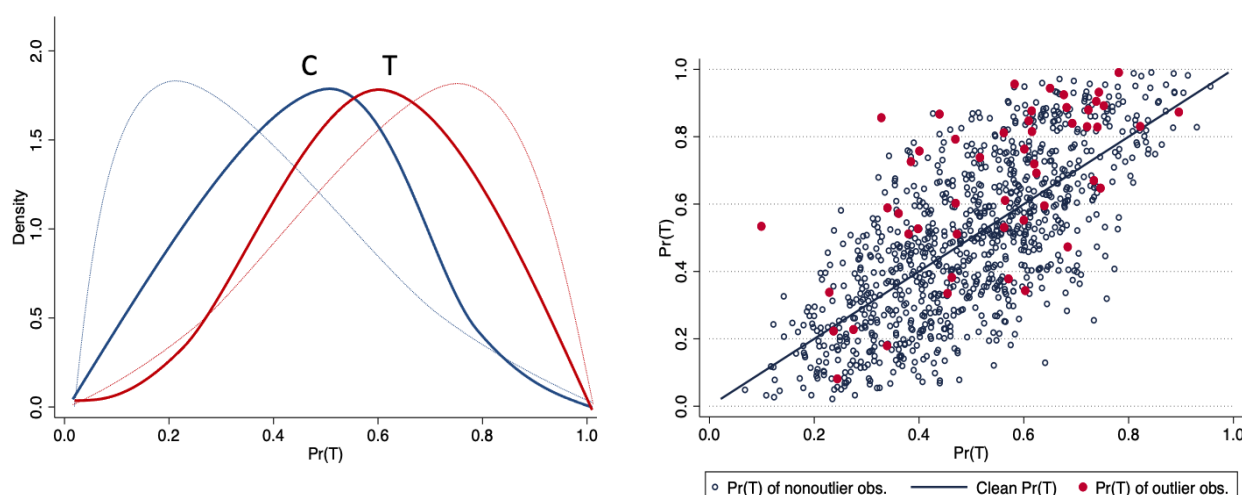 C T
2.0
1.5
1.0
0.5
0.0
Density
0.0 0.2 0.4 0.6 0.8 1.0
Pr(T)
1.0
0.8
0.6
0.4
0.2
0.0
Pr(T)
0.0 0.2 0.4 0.6 0.8 1.0
Pr(T)
Pr(T) of nonoutlier obs. Clean Pr(T) Pr(T) of outlier obs.